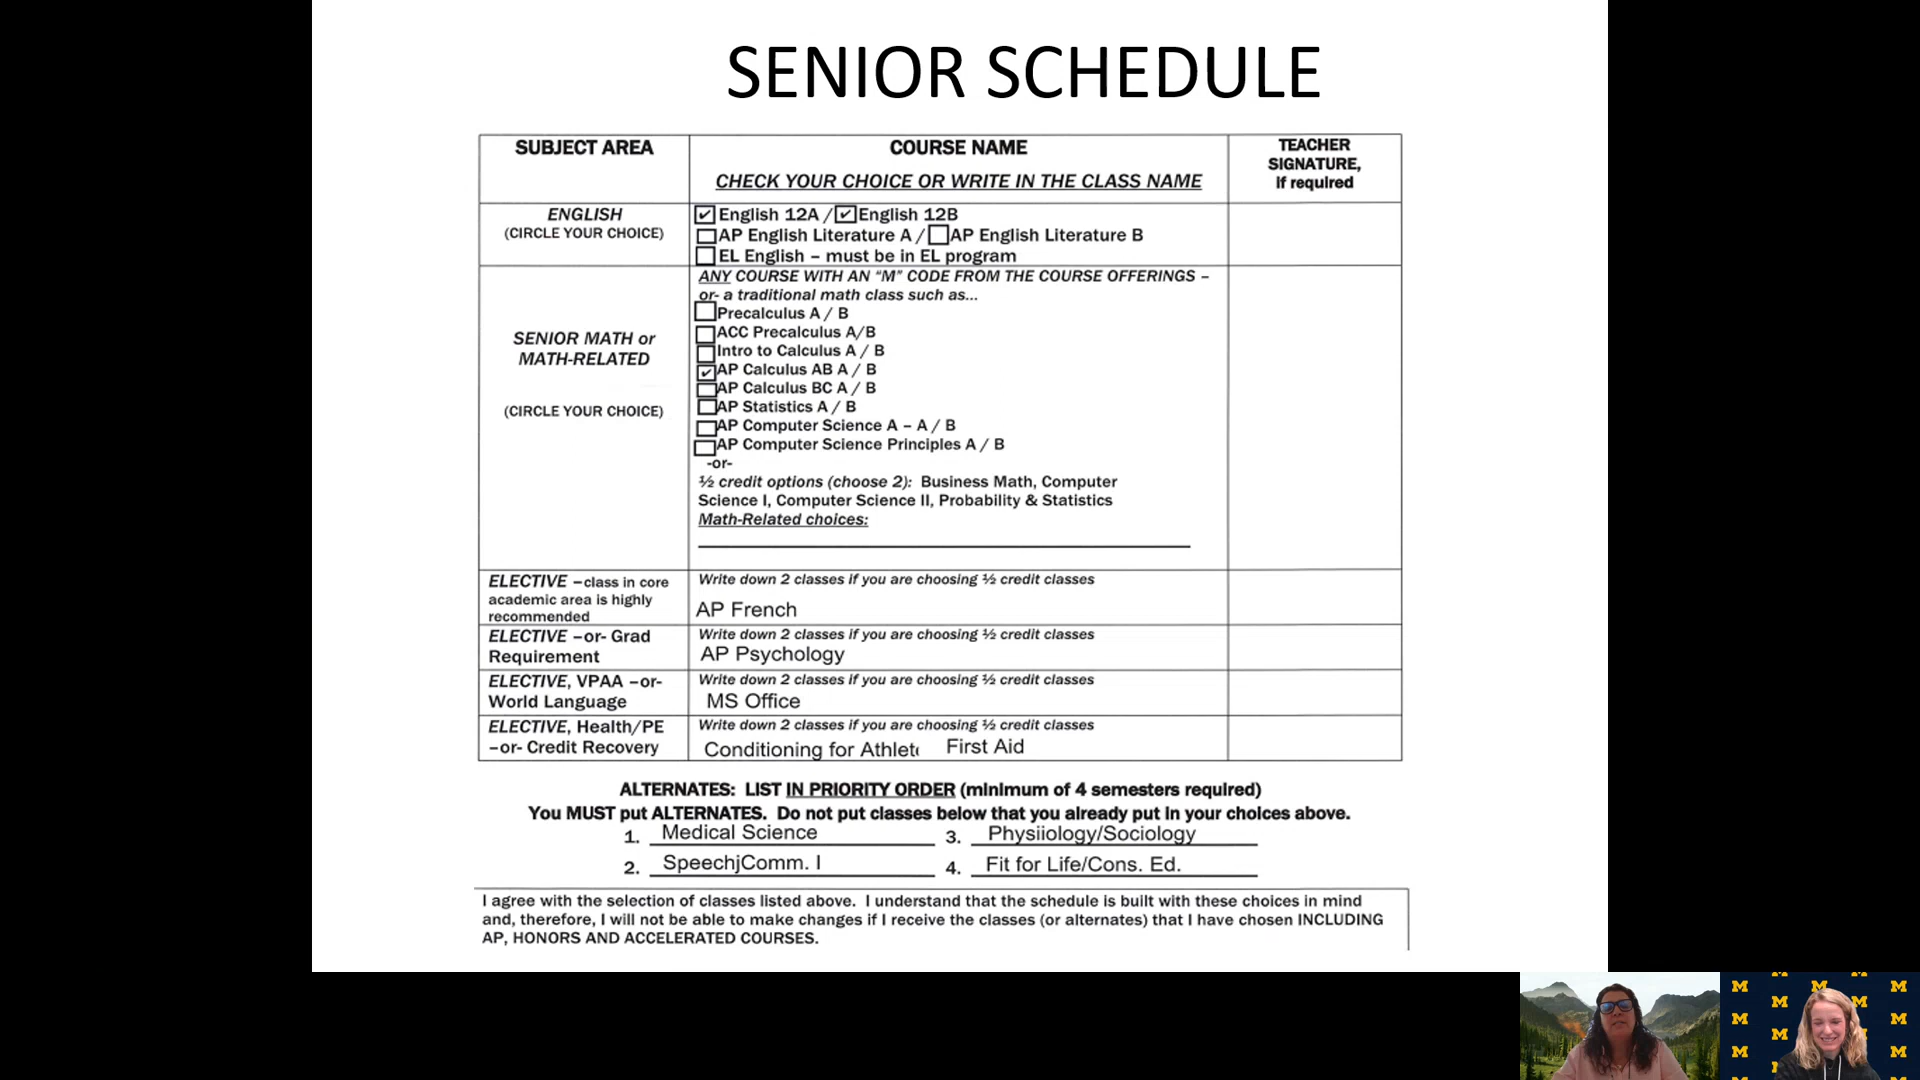 SENIOR SCHEDULE
SUBJECT AREA
COURSE NAME
CHECK YOUR CHOICE OR WRITE IN THE CLASS NAME
TEACHER
SIGNATURE,
if required
ENGLISH
(CIRCLE YOUR CHOICE)
English 12A / English 12B
AP English Literature A / AP English Literature B
EL English – must be in EL program
SENIOR MATH or
MATH-RELATED
(CIRCLE YOUR CHOICE)
ANY COURSE WITH AN “M” CODE FROM THE COURSE OFFERINGS –
or- a traditional math class such as...
Precalculus A / B
ACC Precalculus A/B
Intro to Calculus A / B
AP Calculus AB A / B
AP Calculus BC A / B
AP Statistics A / B
AP Computer Science A – A / B
AP Computer Science Principles A / B
-or-
½ credit options (choose 2): Business Math, Computer
Science I, Computer Science II, Probability & Statistics
Math-Related choices:
ELECTIVE –class in core
academic area is highly
recommended
Write down 2 classes if you are choosing ½ credit classes
AP French
ELECTIVE –or- Grad
Requirement
Write down 2 classes if you are choosing ½ credit classes
AP Psychology
ELECTIVE, VPAA –or-
World Language
Write down 2 classes if you are choosing ½ credit classes
MS Office
ELECTIVE, Health/PE
–or- Credit Recovery
Write down 2 classes if you are choosing ½ credit classes
Conditioning for Athlet First Aid
ALTERNATES: LIST IN PRIORITY ORDER (minimum of 4 semesters required)
You MUST put ALTERNATES. Do not put classes below that you already put in your choices above.
1. Medical Science 3. Physiiology/Sociology
2. SpeechjComm. I 4. Fit for Life/Cons. Ed.
I agree with the selection of classes listed above. I understand that the schedule is built with these choices in mind
and, therefore, I will not be able to make changes if I receive the classes (or alternates) that I have chosen INCLUDING
AP, HONORS AND ACCELERATED COURSES.